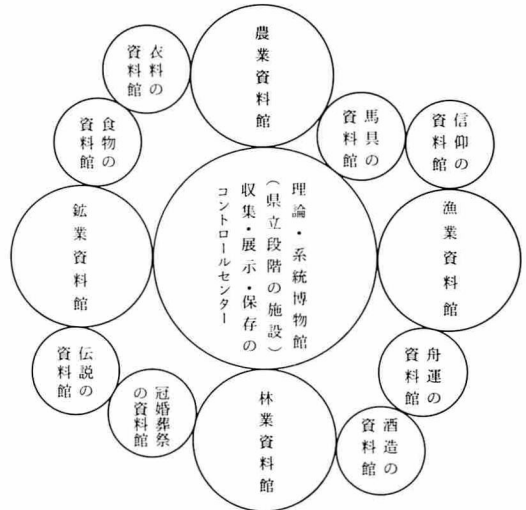 農業資料館
馬具の
資料館
信仰の
資料館
漁業資料館
舟運の
資料館
酒造の
資料館
林業資料館
冠婚葬祭
の資料館
伝説の
資料館
鉱業資料館
食物の
資料館
衣料の
資料館
理論・系統博物館
(県立段階の施設)
収集・展示・保存の
コントロールセンター